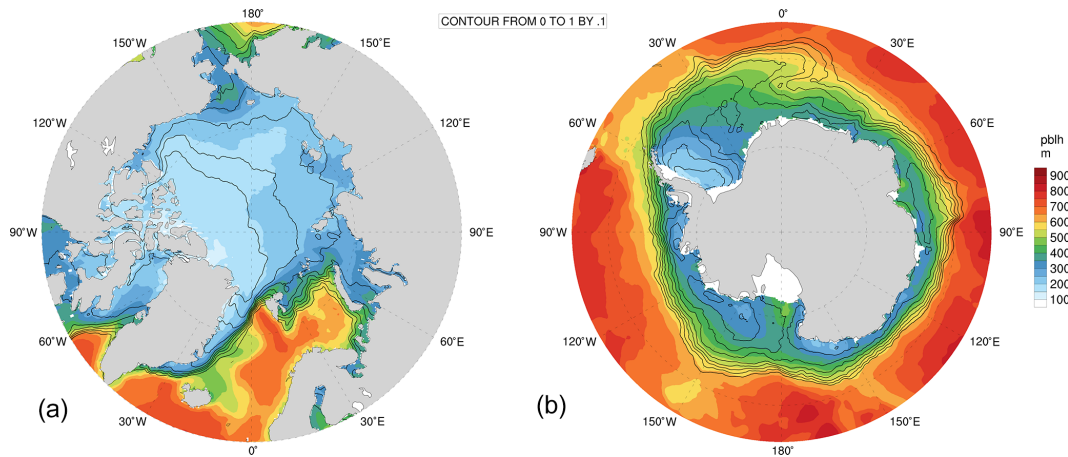 CONTOUR FROM 0 TO 1 BY .1
180°
150°W
150°E
120°W
120°E
90°W
90°E
60°W
60°E
30°W
30°E
0°
(a)
0°
30°W
30°E
60°W
60°E
90°W
90°E
120°W
120°E
150°W
150°E
180°
(b)
pblh
m
900
800
700
600
500
400
300
200
100